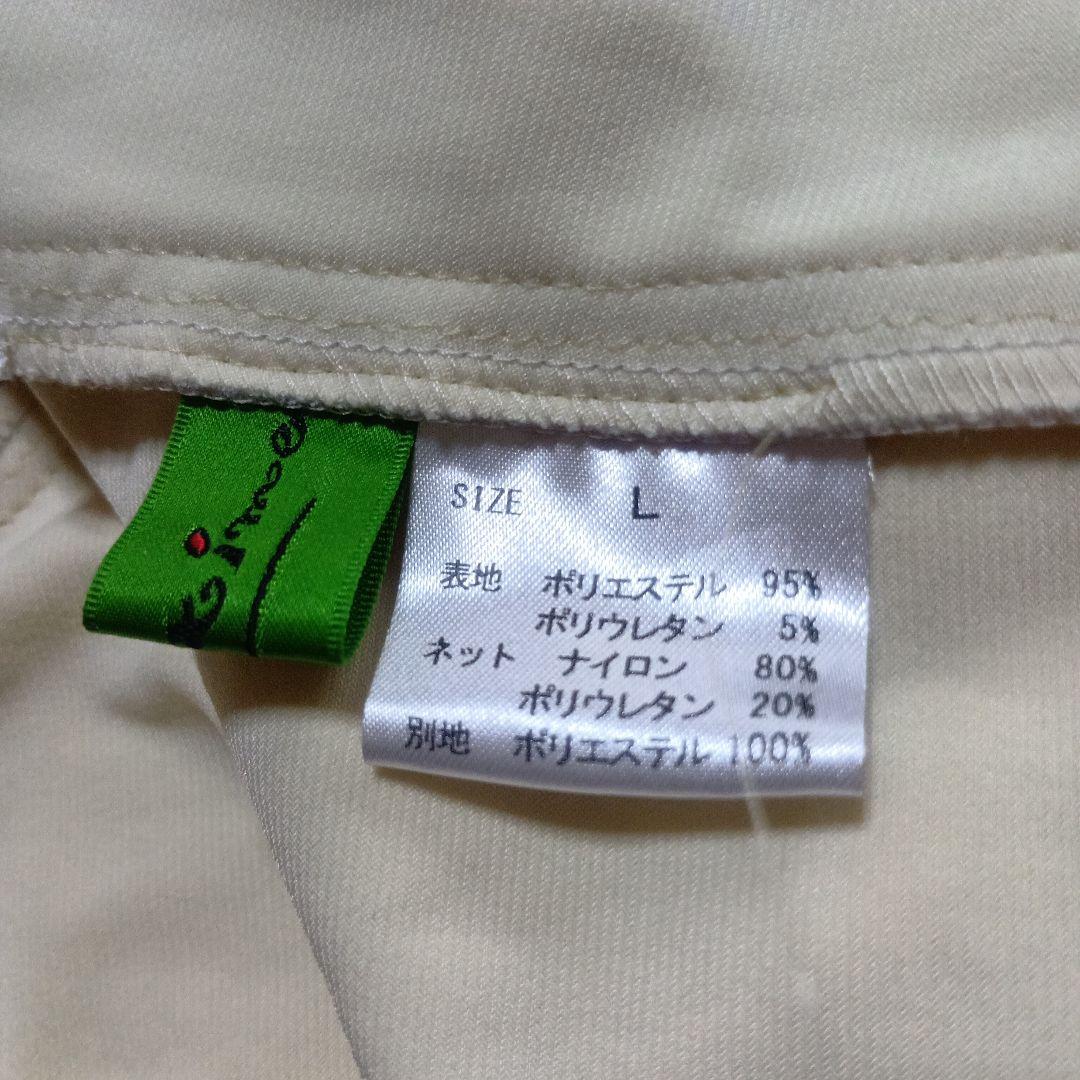 SIZE L
表地 ポリエステル 95%
ポリウレタン 5%
ネット ナイロン 80%
ポリウレタン 20%
別地 ポリエステル 100%